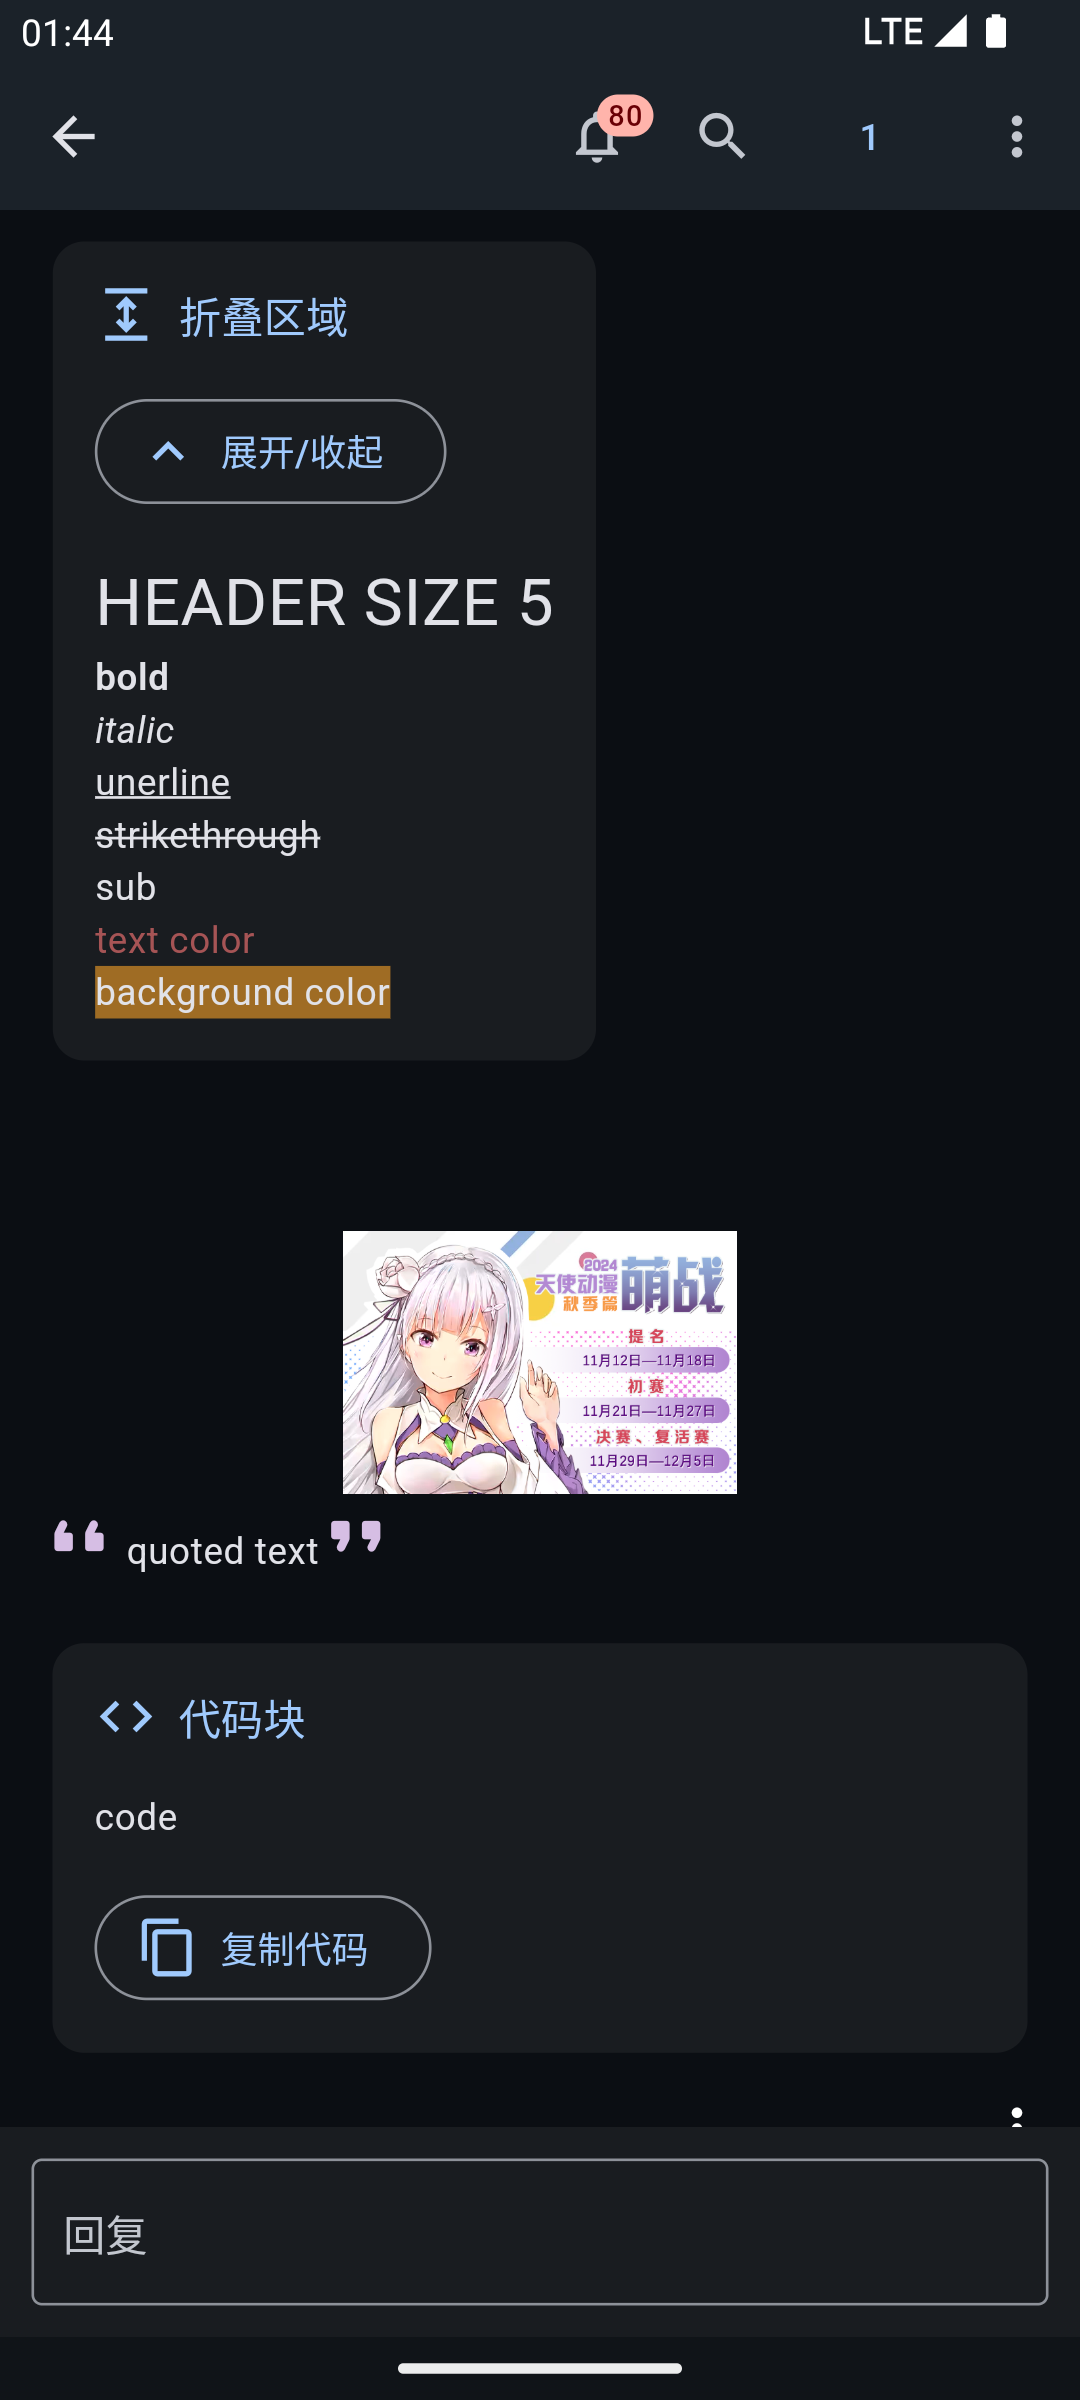 01:44
LTE
80
1
折叠区域
展开/收起
HEADER SIZE 5
bold
italic
unerline
strikethrough
sub
text color
background color
2024
天使动漫
秋季篇
萌战
提名
11月12日—11月18日
初赛
11月21日—11月27日
决赛、复活赛
11月29日—12月5日
❝ quoted text ❞
代码块
code
复制代码
回复